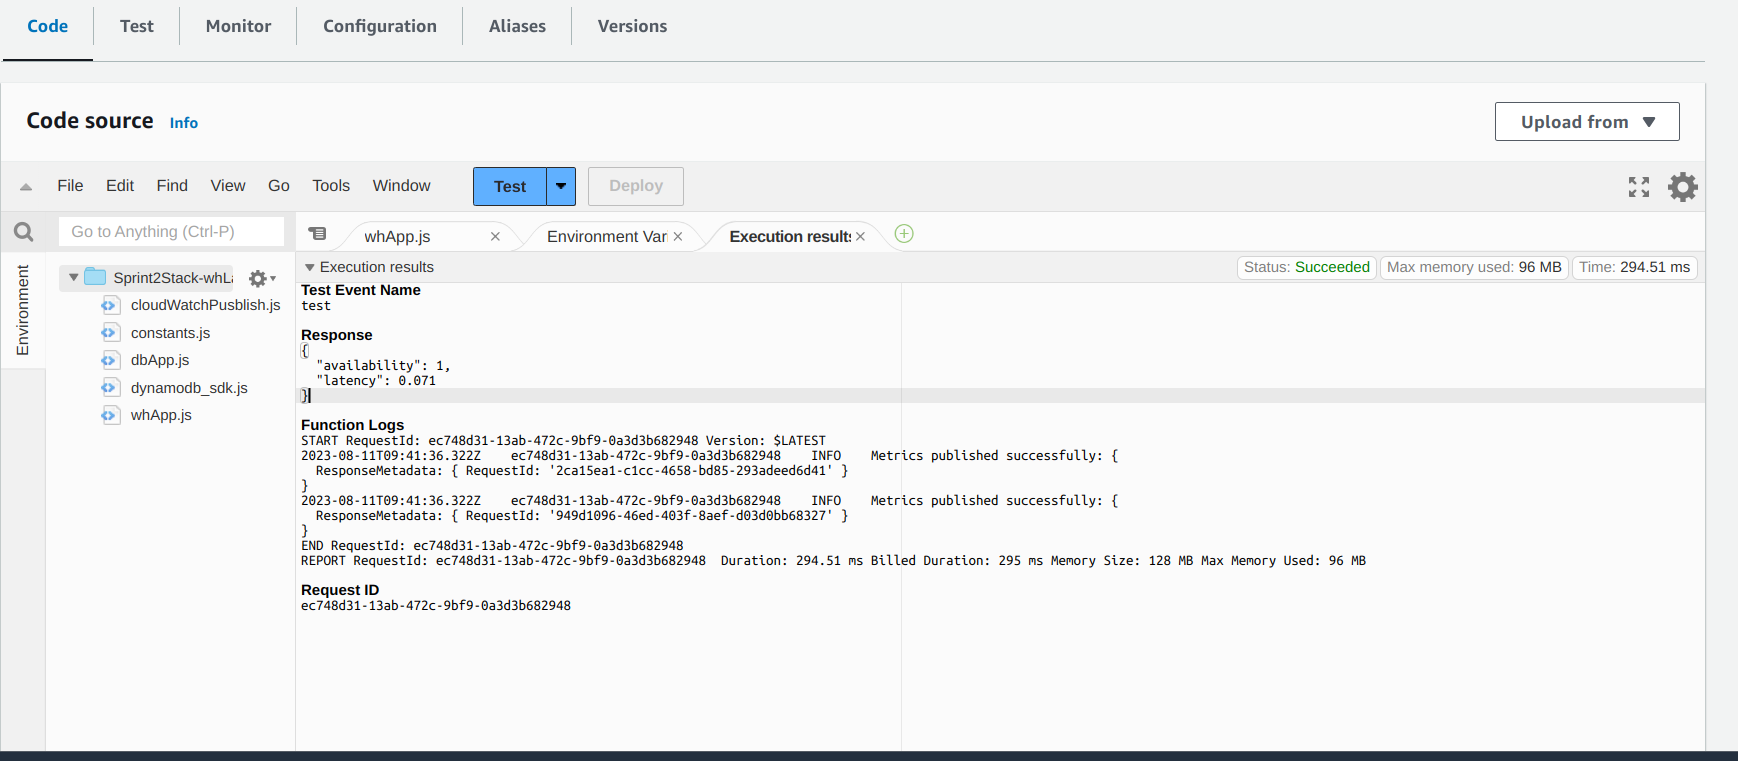 Code Test Monitor Configuration Aliases Versions
Code source Info Upload from
File Edit Find View Go Tools Window Test Deploy
Go to Anything (Ctrl-P) whApp.js Environment Var Execution results
Environment
Sprint2Stack-whLa
cloudWatchPusblish.js
constants.js
dbApp.js
dynamodb_sdk.js
whApp.js
Execution results Status: Succeeded Max memory used: 96 MB Time: 294.51 ms
Test Event Name
test
Response
{
"availability": 1,
"latency": 0.071
}
Function Logs
START RequestId: ec748d31-13ab-472c-9bf9-0a3d3b682948 Version: $LATEST
2023-08-11T09:41:36.322Z ec748d31-13ab-472c-9bf9-0a3d3b682948 INFO Metrics published successfully: {
ResponseMetadata: { RequestId: '2ca15ea1-c1cc-4658-bd85-293adeed6d41' }
}
2023-08-11T09:41:36.322Z ec748d31-13ab-472c-9bf9-0a3d3b682948 INFO Metrics published successfully: {
ResponseMetadata: { RequestId: '949d1096-46ed-403f-8aef-d03d0bb68327' }
}
END RequestId: ec748d31-13ab-472c-9bf9-0a3d3b682948
REPORT RequestId: ec748d31-13ab-472c-9bf9-0a3d3b682948 Duration: 294.51 ms Billed Duration: 295 ms Memory Size: 128 MB Max Memory Used: 96 MB
Request ID
ec748d31-13ab-472c-9bf9-0a3d3b682948